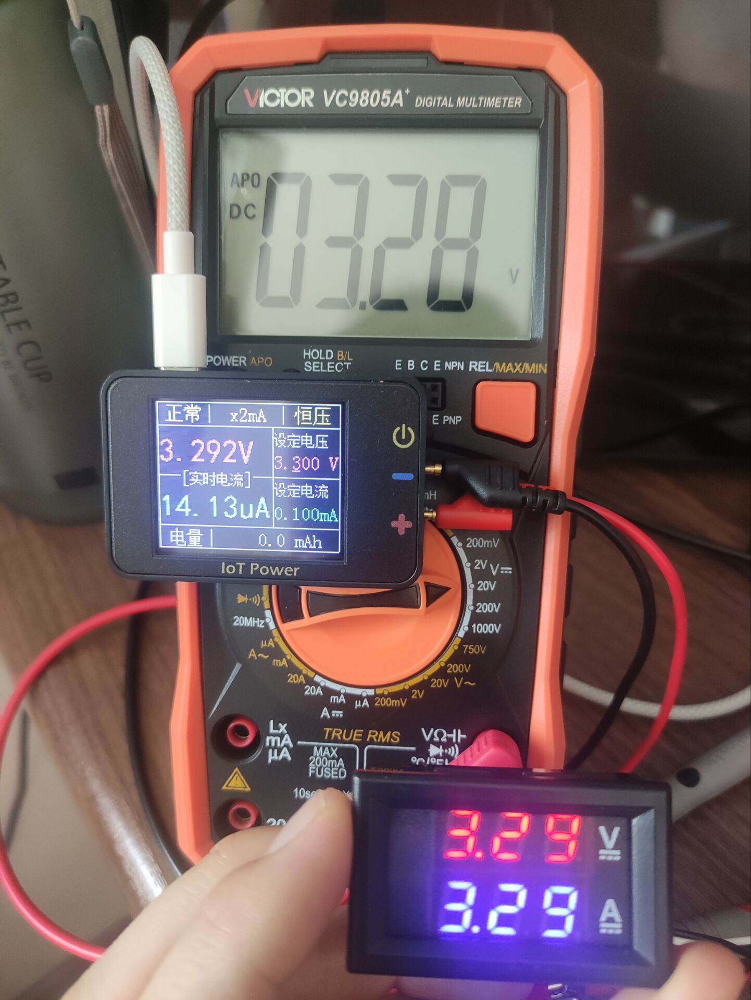 VICTOR VC9805A+ DIGITAL MULTIMETER
APO
DC
03.28
V
TABLE CUP
POWER APO
HOLD B/L
SELECT
E B C E NPN
REL/MAX/MIN
E PNP
正常 | x2mA | 恒压
3.292V
设定电压
3.300 V
[实时电流]
14.13uA
设定电流
0.100mA
电量 | 0.0 mAh
IoT Power
mH
200mV
2V
V
20V
200V
1000V
750V
200V
20V V~
2V
200mV
20MHz
μA
A~
mA
20A
20A
mA
μA
A
Lx
mA
μA
TRUE RMS
MAX
200mA
FUSED
VΩ
3.29 V
3.29 A